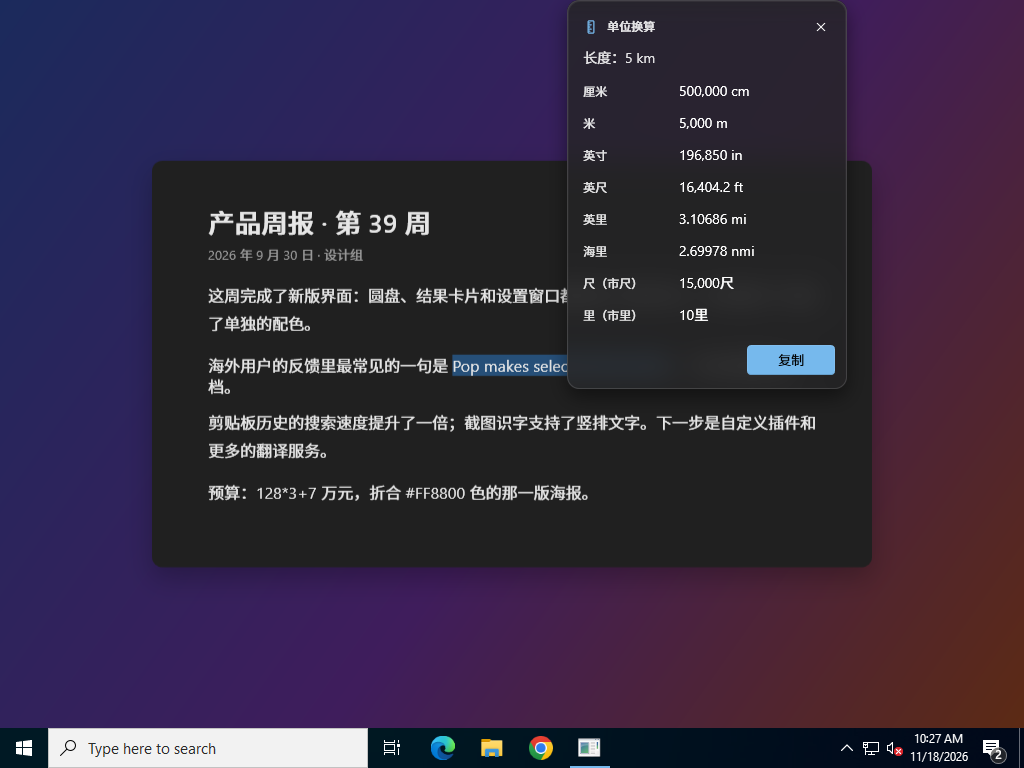 单位换算
长度：5 km
厘米 500,000 cm
米 5,000 m
英寸 196,850 in
英尺 16,404.2 ft
英里 3.10686 mi
海里 2.69978 nmi
尺（市尺） 15,000尺
里（市里） 10里
复制
产品周报 · 第 39 周
2026 年 9 月 30 日 · 设计组
这周完成了新版界面：圆盘、结果卡片和设置窗口
了单独的配色。
海外用户的反馈里最常见的一句是 Pop makes selec
档。
剪贴板历史的搜索速度提升了一倍；截图识字支持了竖排文字。下一步是自定义插件和
更多的翻译服务。
预算：128*3+7 万元，折合 #FF8800 色的那一版海报。
Type here to search
10:27 AM
11/18/2026
2